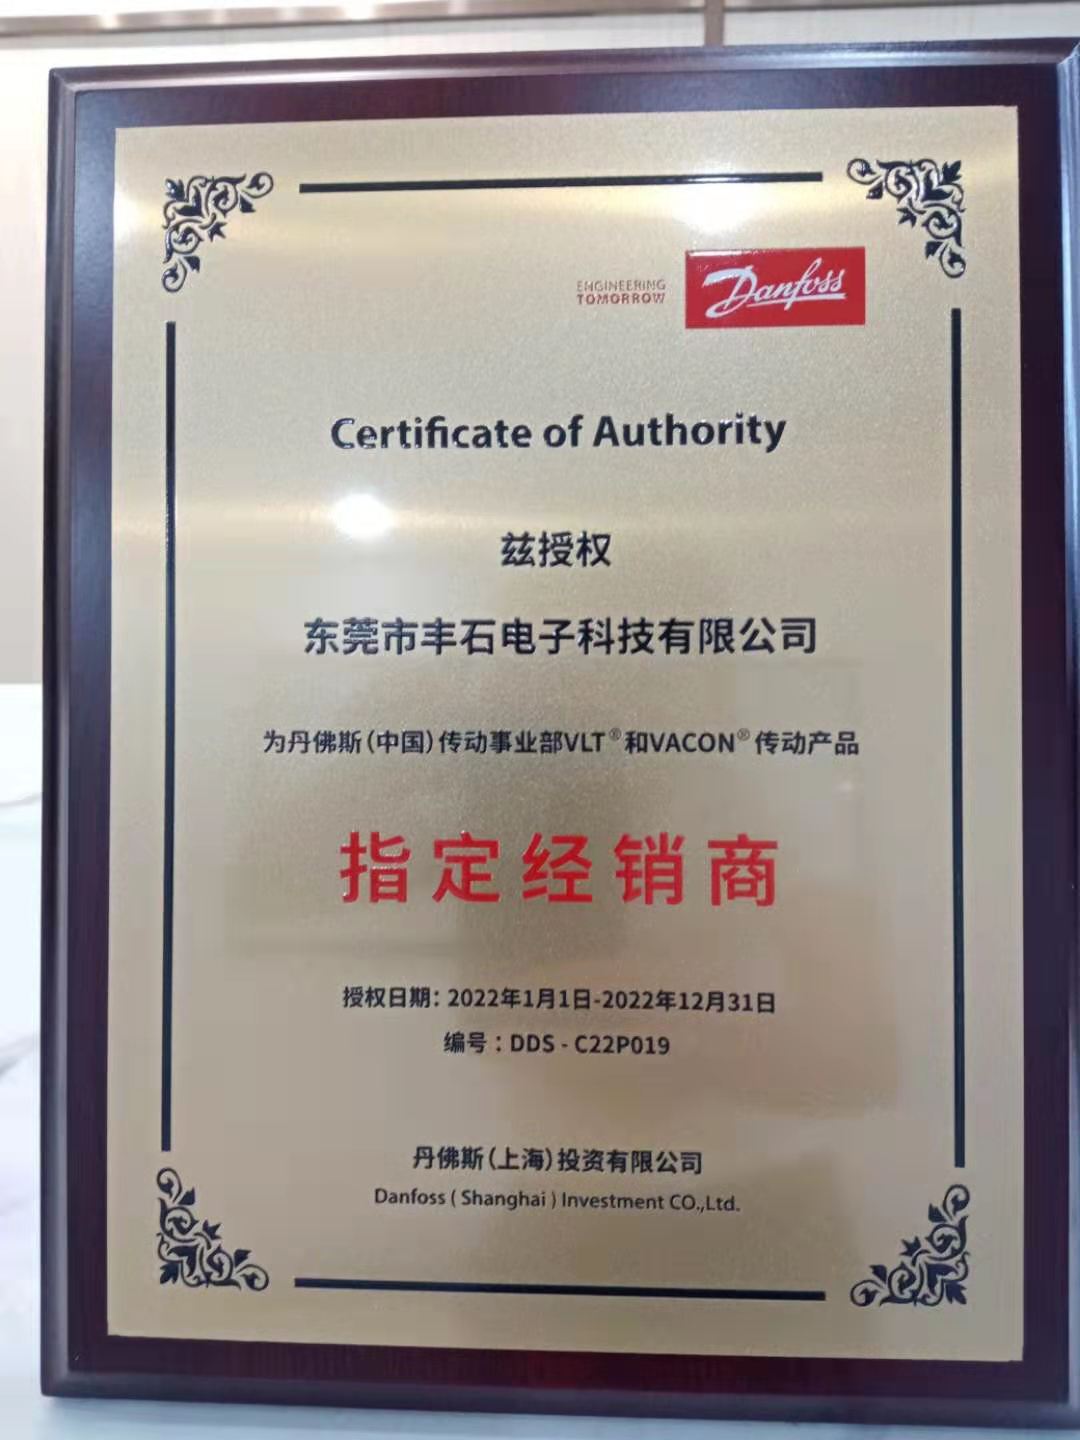 ENGINEERING
TOMORROW
Danfoss
Certificate of Authority
兹授权
东莞市丰石电子科技有限公司
为丹佛斯(中国)传动事业部VLT®和VACON®传动产品
指定经销商
授权日期:2022年1月1日-2022年12月31日
编号:DDS - C22P019
丹佛斯(上海)投资有限公司
Danfoss ( Shanghai ) Investment CO.,Ltd.